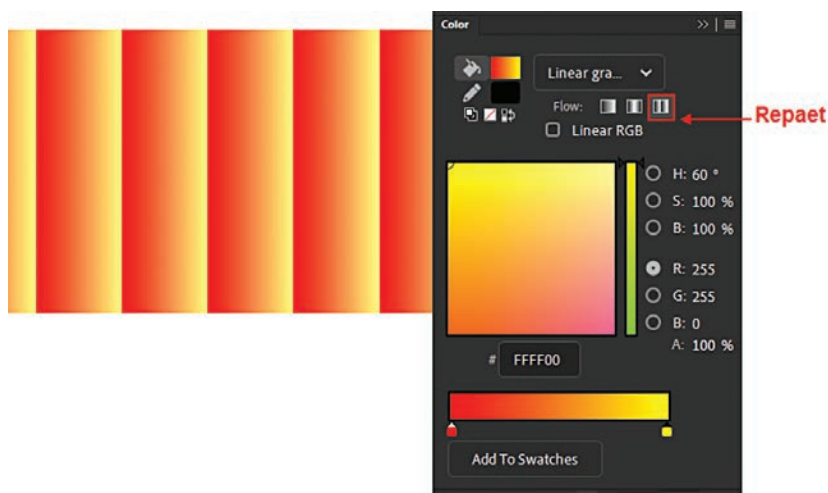 Color
Linear gra...
Flow:
Repaet
Linear RGB
H: 60 °
S: 100 %
B: 100 %
R: 255
G: 255
B: 0
A: 100 %
# FFFF00
Add To Swatches